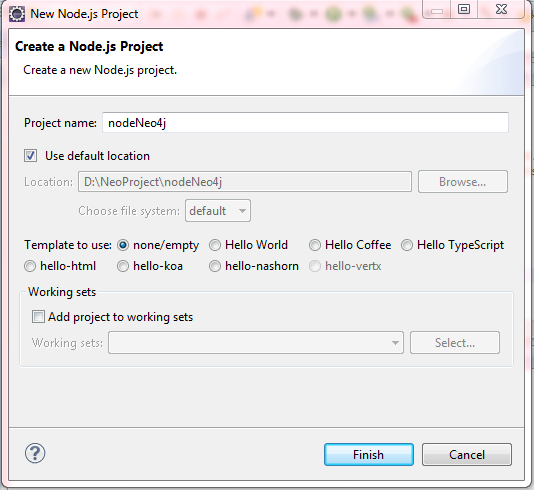 New Node.js Project
Create a Node.js Project
Create a new Node.js project.
Project name: nodeNeo4j
Use default location
Location: D:\NeoProject\nodeNeo4j Browse...
Choose file system: default
Template to use: none/empty Hello World Hello Coffee Hello TypeScript
hello-html hello-koa hello-nashorn hello-vertx
Working sets
Add project to working sets
Working sets: Select...
? Finish Cancel